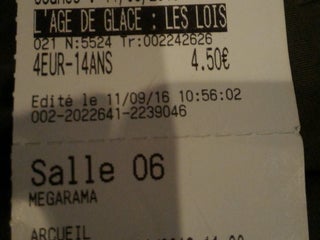 L'AGE DE GLACE : LES LOIS
021 N:5524 Tr:002242626
4EUR-14ANS 4.50€
Edité le 11/09/16 10:56:02
002-2022641-2239046
Salle 06
MEGARAMA
ARCUEIL